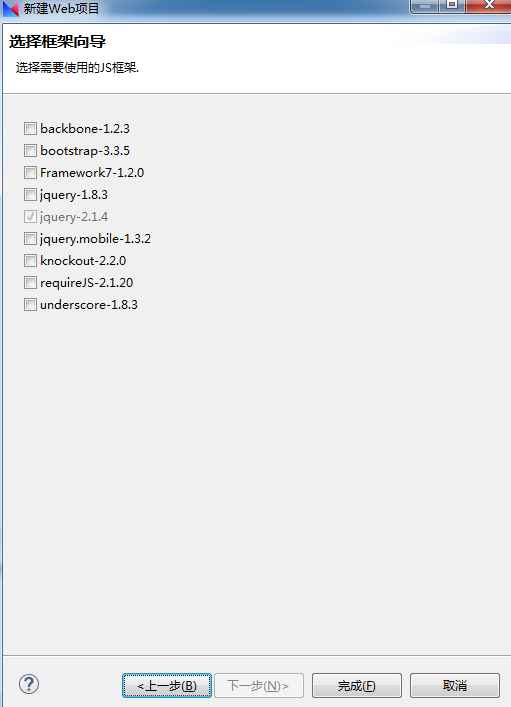 新建Web项目
选择框架向导
选择需要使用的JS框架.
backbone-1.2.3
bootstrap-3.3.5
Framework7-1.2.0
jquery-1.8.3
jquery-2.1.4
jquery.mobile-1.3.2
knockout-2.2.0
requireJS-2.1.20
underscore-1.8.3
<上一步(B) 下一步(N)> 完成(F) 取消